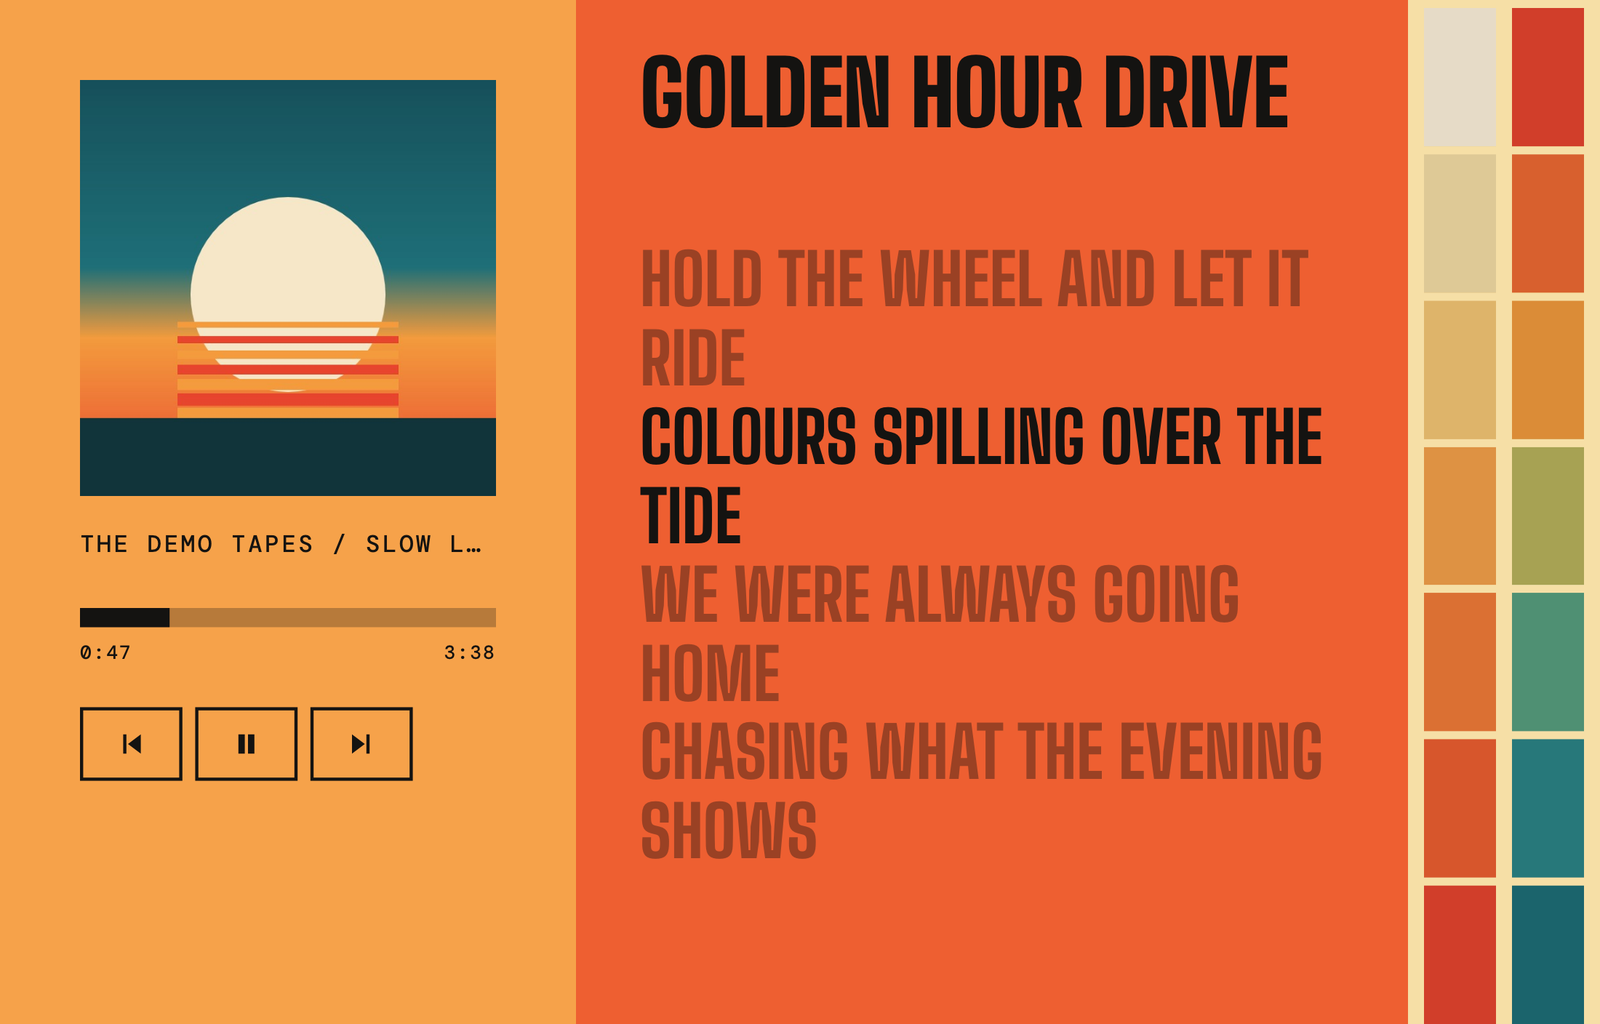 THE DEMO TAPES / SLOW L…
0:47
3:38
GOLDEN HOUR DRIVE
HOLD THE WHEEL AND LET IT
RIDE
COLOURS SPILLING OVER THE
TIDE
WE WERE ALWAYS GOING
HOME
CHASING WHAT THE EVENING
SHOWS